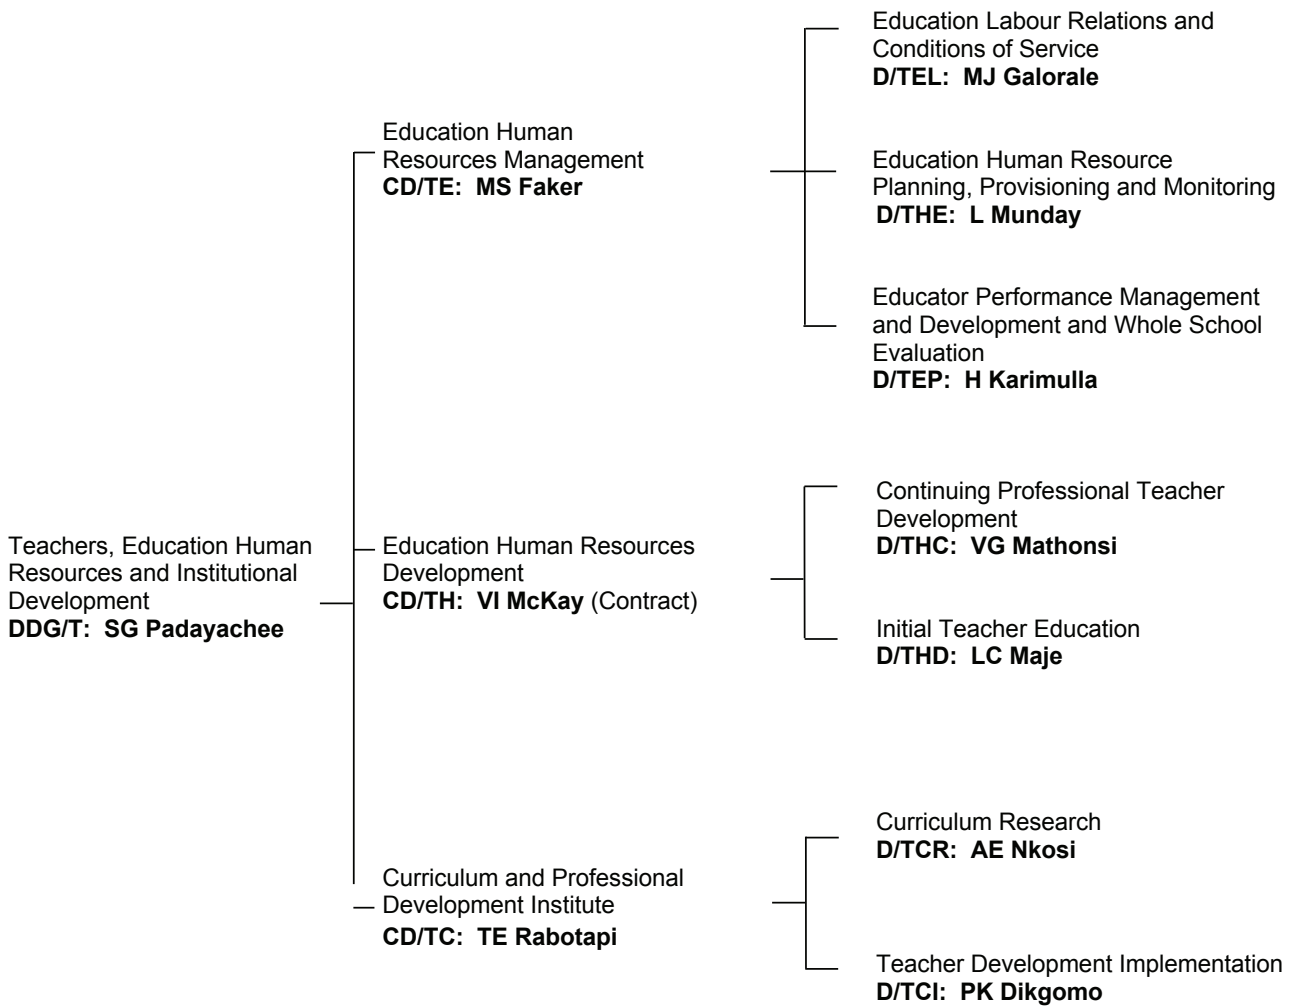 Teachers, Education Human
Resources and Institutional
Development
DDG/T: SG Padayachee
Education Human
Resources Management
CD/TE: MS Faker
Education Labour Relations and
Conditions of Service
D/TEL: MJ Galorale
Education Human Resource
Planning, Provisioning and Monitoring
D/THE: L Munday
Educator Performance Management
and Development and Whole School
Evaluation
D/TEP: H Karimulla
Education Human Resources
Development
CD/TH: VI McKay (Contract)
Continuing Professional Teacher
Development
D/THC: VG Mathonsi
Initial Teacher Education
D/THD: LC Maje
Curriculum and Professional
Development Institute
CD/TC: TE Rabotapi
Curriculum Research
D/TCR: AE Nkosi
Teacher Development Implementation
D/TCI: PK Dikgomo